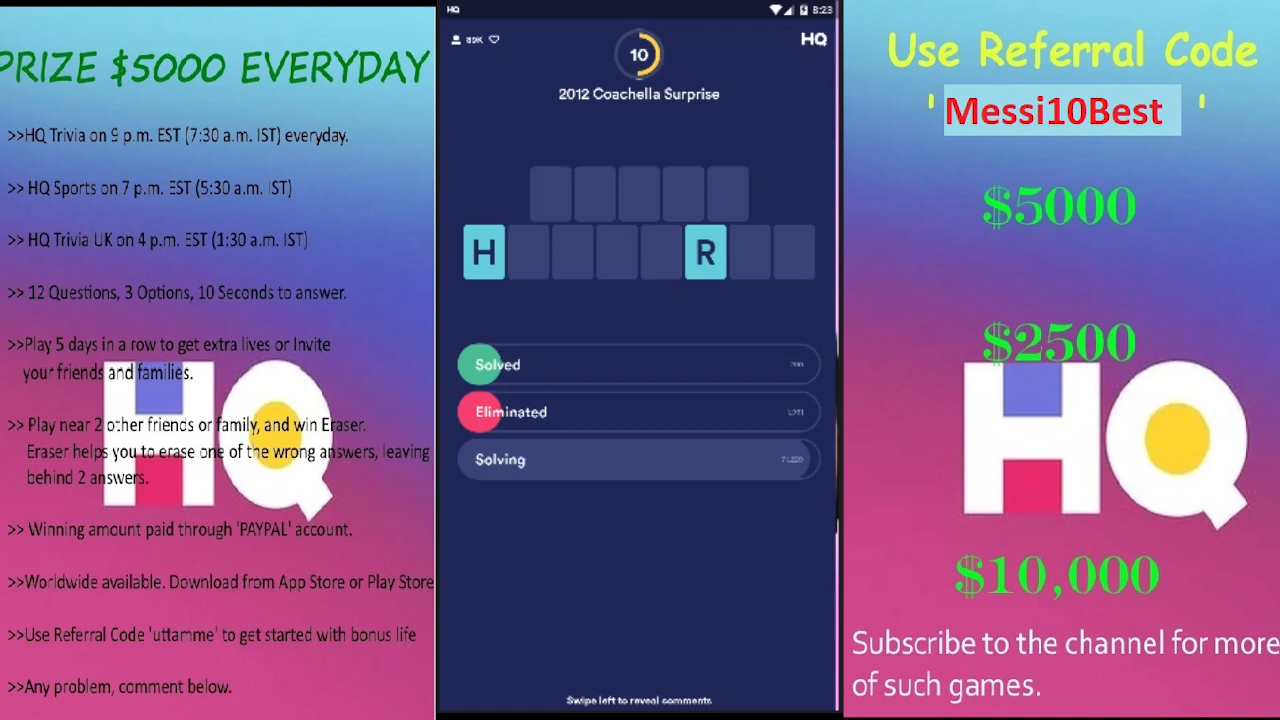 PRIZE $5000 EVERYDAY
>>HQ Trivia on 9 p.m. EST (7:30 a.m. IST) everyday.
>> HQ Sports on 7 p.m. EST (5:30 a.m. IST)
>> HQ Trivia UK on 4 p.m. EST (1:30 a.m. IST)
>> 12 Questions, 3 Options, 10 Seconds to answer.
>>Play 5 days in a row to get extra lives or Invite
your friends and families.
>> Play near 2 other friends or family, and win Eraser.
Eraser helps you to erase one of the wrong answers, leaving
behind 2 answers.
HQ
>> Winning amount paid through 'PAYPAL' account.
>>Worldwide available. Download from App Store or Play Store
>>Use Referral Code 'uttamme' to get started with bonus life
>>Any problem, comment below.
HQ
8:23
HQ
10
2012 Coachella Surprise
H R
Solved
Eliminated
Solving
Swipe left to reveal comments
Use Referral Code
' Messi10Best '
$5000
$2500
HQ
$10,000
Subscribe to the channel for more
of such games.